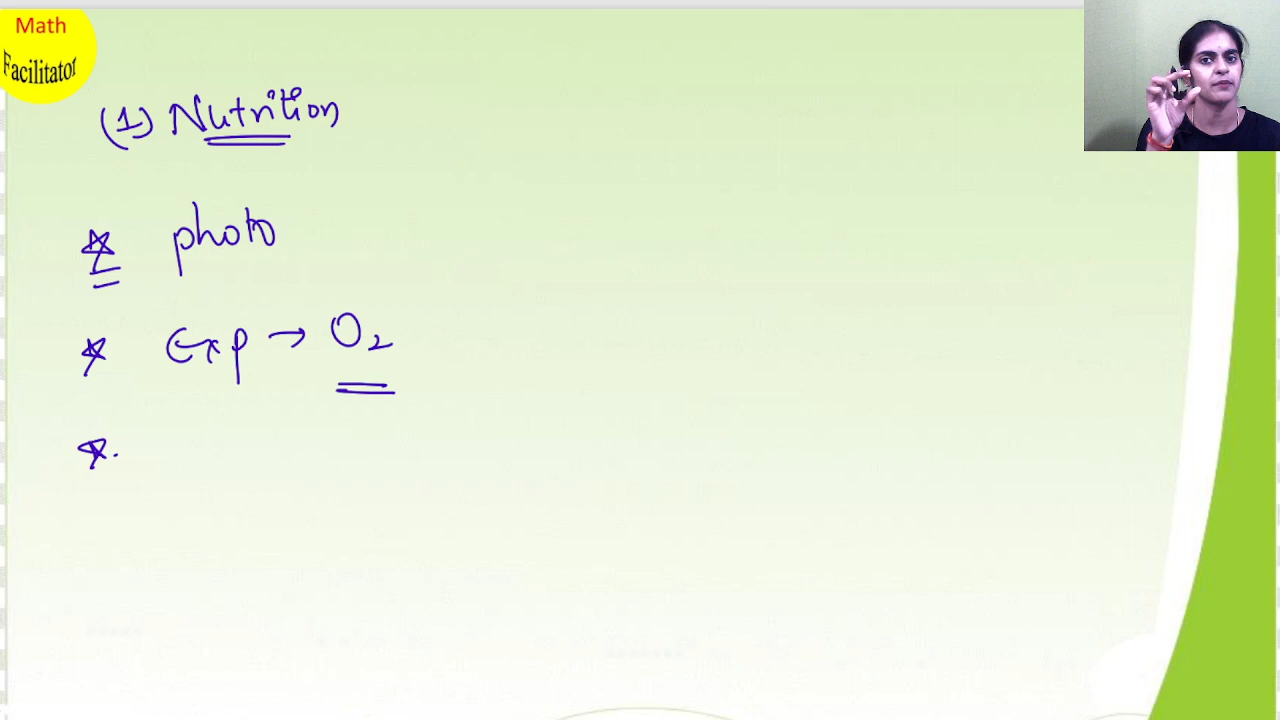 Math
Facilitator
(1) Nutrition
photo
Exp → O₂